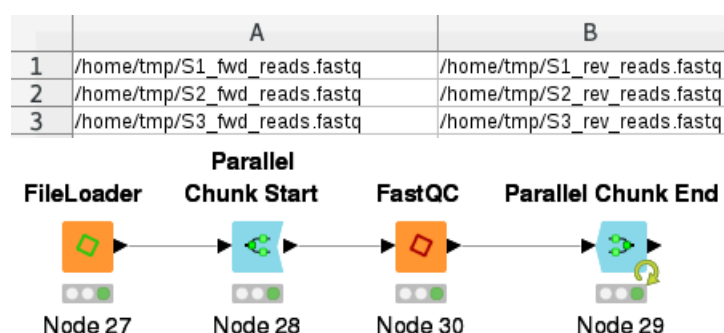 A B
1 /home/tmp/S1_fwd_reads.fastq /home/tmp/S1_rev_reads.fastq
2 /home/tmp/S2_fwd_reads.fastq /home/tmp/S2_rev_reads.fastq
3 /home/tmp/S3_fwd_reads.fastq /home/tmp/S3_rev_reads.fastq
Parallel
FileLoader Chunk Start FastQC Parallel Chunk End
Node 27 Node 28 Node 30 Node 29